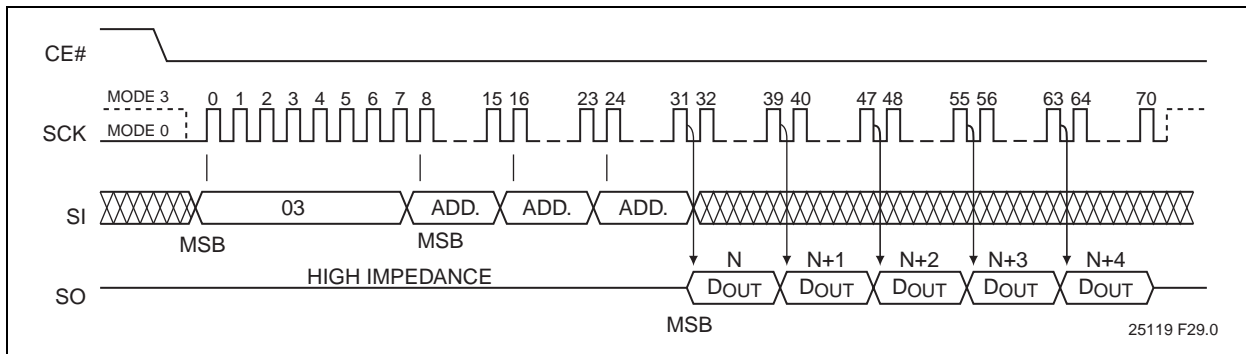 CE#
MODE 3 0 1 2 3 4 5 6 7 8 15 16 23 24 31 32 39 40 47 48 55 56 63 64 70
SCK MODE 0
SI 03 ADD. ADD. ADD.
MSB MSB
HIGH IMPEDANCE N N+1 N+2 N+3 N+4
SO DOUT DOUT DOUT DOUT DOUT
MSB
25119 F29.0